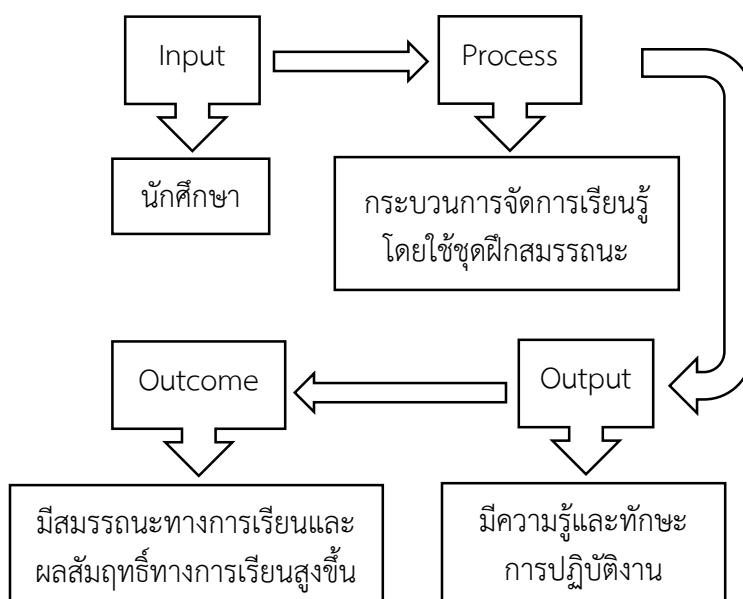 Input
Process
นักศึกษา
กระบวนการจัดการเรียนรู้
โดยใช้ชุดฝึกสมรรถนะ
Outcome
Output
มีสมรรถนะทางการเรียนและ
ผลสัมฤทธิ์ทางการเรียนสูงขึ้น
มีความรู้และทักษะ
การปฏิบัติงาน